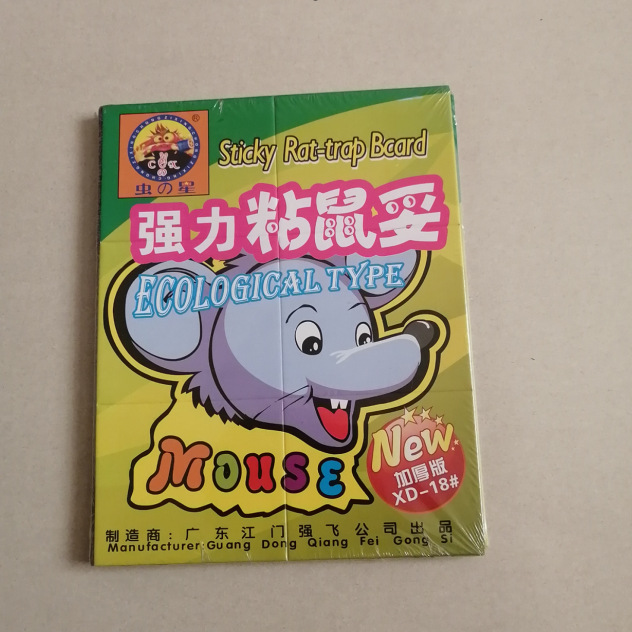 ®
虫の星
Sticky Rat-trap Bcard
强力粘鼠妥
ECOLOGICAL TYPE
MOUSE
New
加厚版
XD-18#
制造商:广东江门强飞公司出品
Manufacturer:Guang Dong Qiang Fei Gong Si